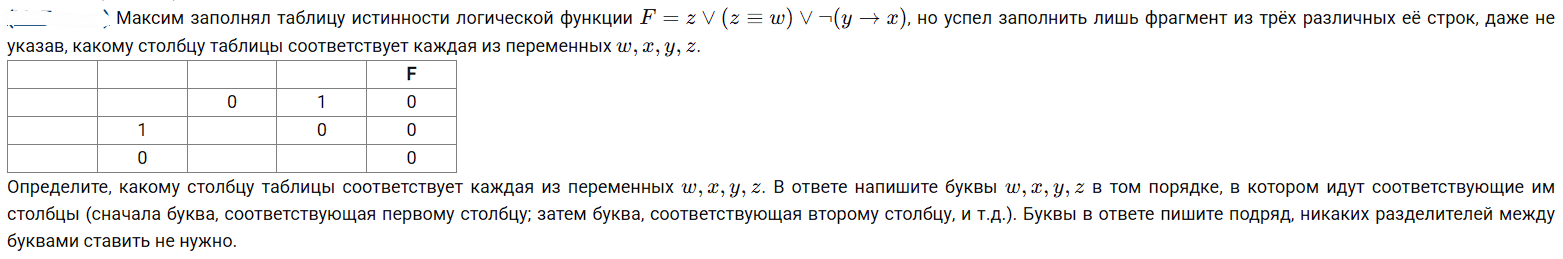 Максим заполнял таблицу истинности логической функции F = z ∨ (z ≡ w) ∨ ¬(y → x), но успел заполнить лишь фрагмент из трёх различных её строк, даже не
указав, какому столбцу таблицы соответствует каждая из переменных w, x, y, z.
F
0 1 0
1 0 0
0 0
Определите, какому столбцу таблицы соответствует каждая из переменных w, x, y, z. В ответе напишите буквы w, x, y, z в том порядке, в котором идут соответствующие им
столбцы (сначала буква, соответствующая первому столбцу; затем буква, соответствующая второму столбцу, и т.д.). Буквы в ответе пишите подряд, никаких разделителей между
буквами ставить не нужно.